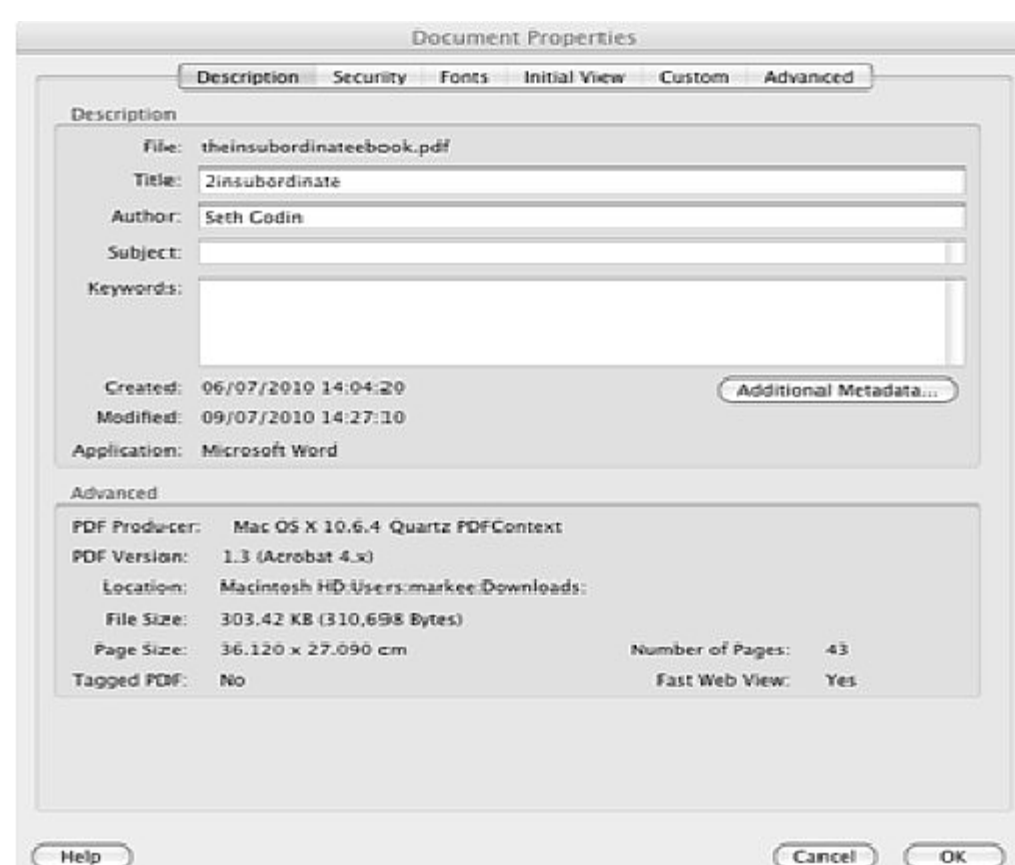 Document Properties
Description Security Fonts Initial View Custom Advanced
Description
File: theinsubordinateebook.pdf
Title: 2insubordinate
Author: Seth Godin
Subject:
Keywords:
Created: 06/07/2010 14:04:20
Additional Metadata...
Modified: 09/07/2010 14:27:10
Application: Microsoft Word
Advanced
PDF Producer: Mac OS X 10.6.4 Quartz PDFContext
PDF Version: 1.3 (Acrobat 4.x)
Location: Macintosh HD:Users:markee:Downloads:
File Size: 303.42 KB (310,698 Bytes)
Page Size: 36.120 x 27.090 cm Number of Pages: 43
Tagged PDF: No Fast Web View: Yes
Help Cancel OK